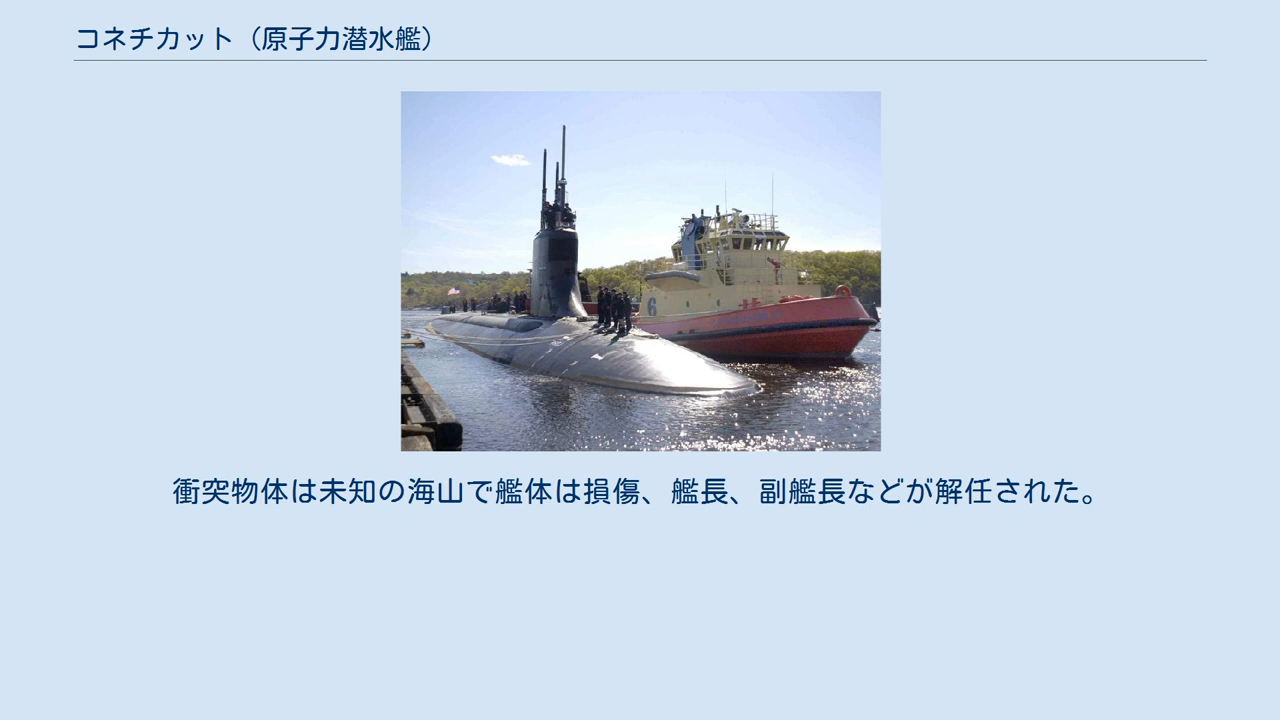 コネチカット（原子力潜水艦）
6
衝突物体は未知の海山で艦体は損傷、艦長、副艦長などが解任された。